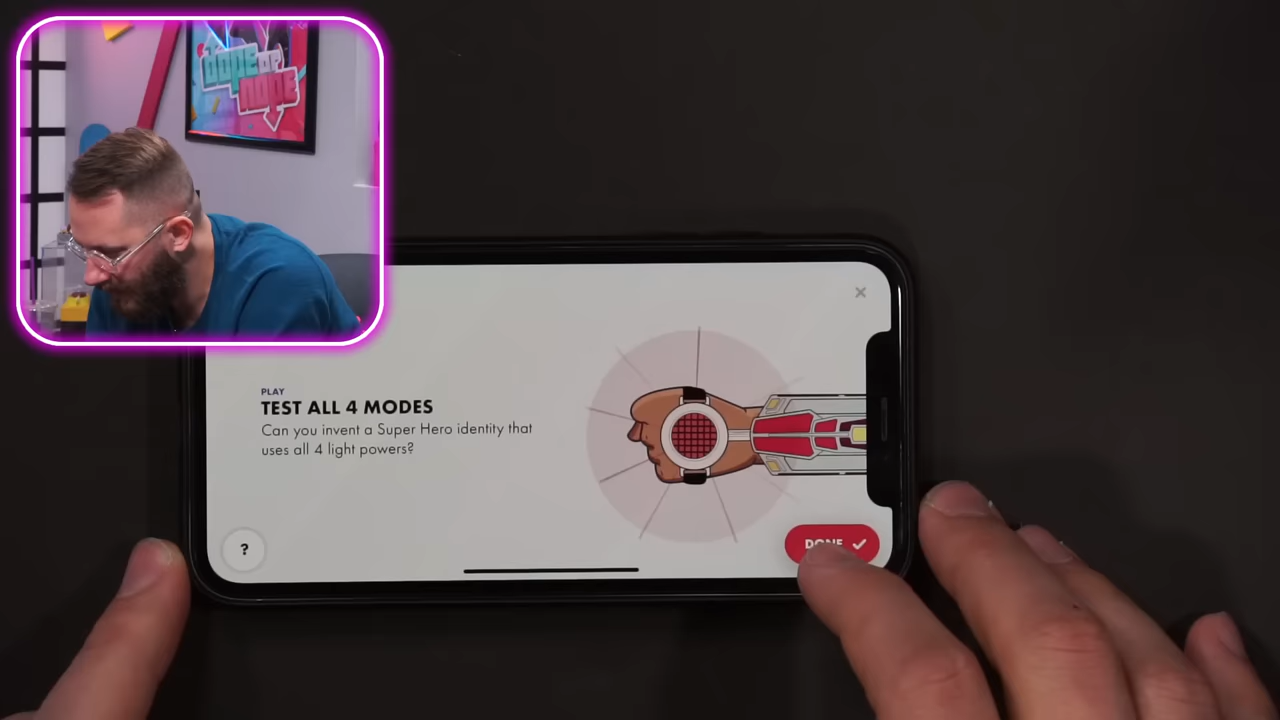 DOPE OR
NOPE
PLAY
TEST ALL 4 MODES
Can you invent a Super Hero identity that
uses all 4 light powers?
?
DONE